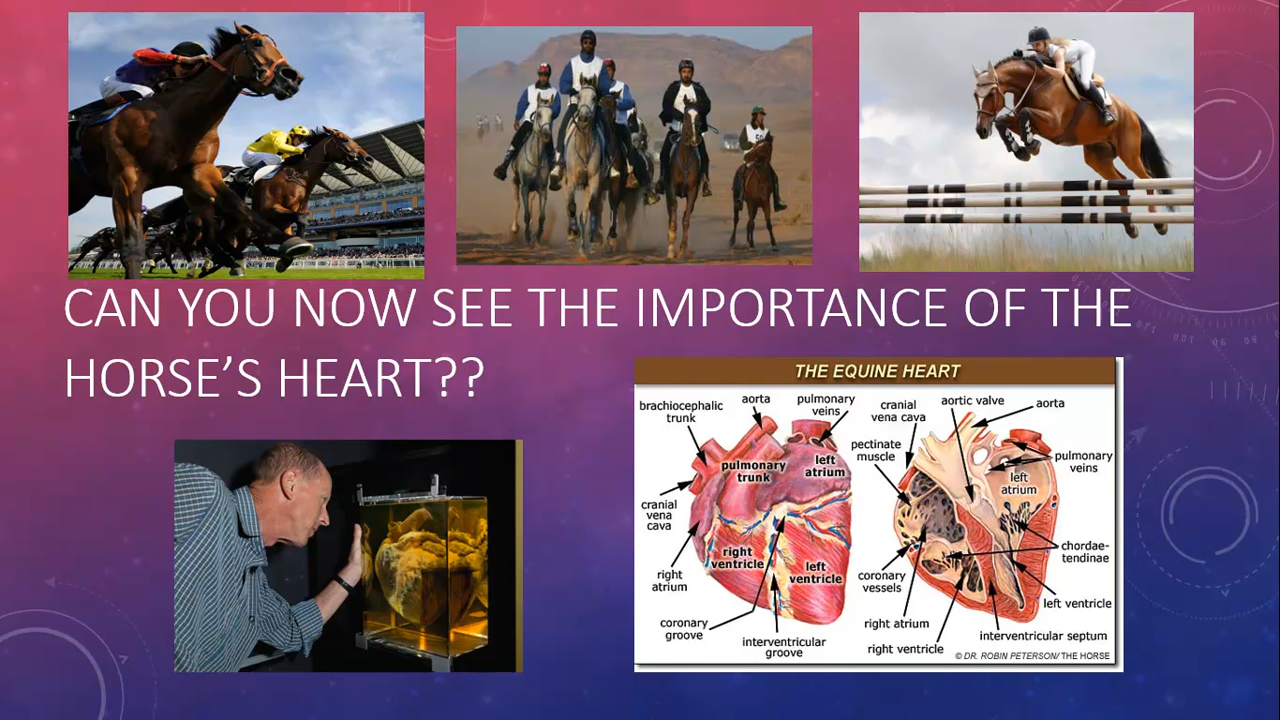 CAN YOU NOW SEE THE IMPORTANCE OF THE
HORSE'S HEART??
THE EQUINE HEART
brachiocephalic
trunk
aorta
pulmonary
veins
cranial
vena cava
aortic valve
aorta
pectinate
muscle
pulmonary
veins
pulmonary
trunk
left
atrium
left
atrium
cranial
vena
cava
right
ventricle
left
ventricle
chordae-
tendinae
right
atrium
coronary
vessels
left ventricle
coronary
groove
interventricular
groove
right atrium
right ventricle
interventricular septum
© DR. ROBIN PETERSON/THE HORSE